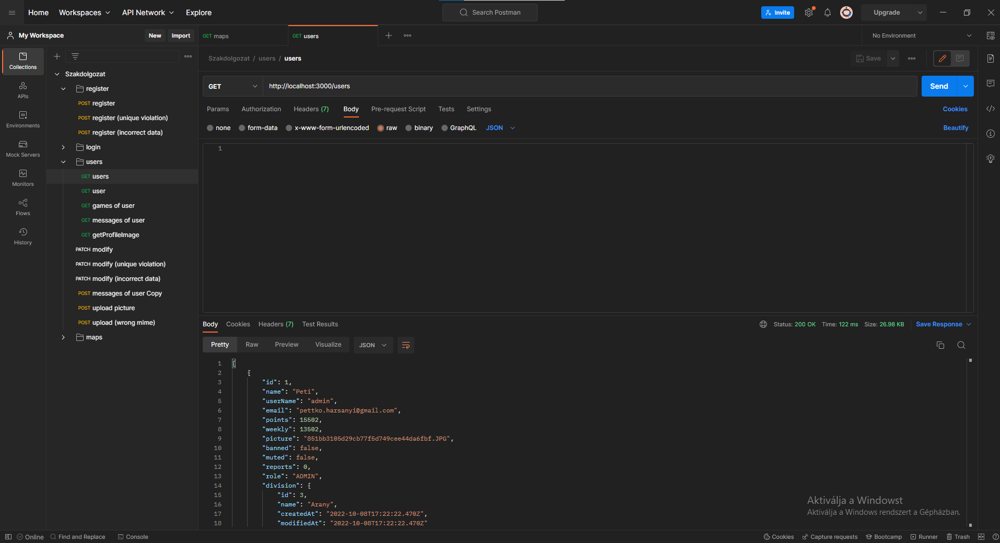 Home Workspaces API Network Explore
Search Postman
Invite Upgrade
My Workspace New Import
GET maps GET users
No Environment
Collections
APIs
Environments
Mock Servers
Monitors
Flows
History
Szakdolgozat
register
POST register
POST register (unique violation)
POST register (incorrect data)
login
users
GET users
GET user
GET games of user
GET messages of user
GET getProfileImage
PATCH modify
PATCH modify (unique violation)
PATCH modify (incorrect data)
POST messages of user Copy
POST upload picture
POST upload (wrong mime)
maps
Szakdolgozat / users / users
Save
GET http://localhost:3000/users
Send
Params Authorization Headers (7) Body Pre-request Script Tests Settings Cookies
none form-data x-www-form-urlencoded raw binary GraphQL JSON Beautify
1
Body Cookies Headers (7) Test Results
Status: 200 OK Time: 122 ms Size: 26.98 KB Save Response
Pretty Raw Preview Visualize JSON
1 [
2 {
3 "id": 1,
4 "name": "Peti",
5 "userName": "admin",
6 "email": "pettko.harsanyi@gmail.com",
7 "points": 15502,
8 "weekly": 13502,
9 "picture": "851bb3105d29cb77f5d749cee44da6fbf.JPG",
10 "banned": false,
11 "muted": false,
12 "reports": 0,
13 "role": "ADMIN",
14 "division": {
15 "id": 3,
16 "name": "Arany",
17 "createdAt": "2022-10-08T17:22:22.470Z",
18 "modifiedAt": "2022-10-08T17:22:22.470Z"
Aktiválja a Windowst
Aktiválja a Windows rendszert a Gépházban.
Online Find and Replace Console
Cookies Capture requests Bootcamp Runner Trash